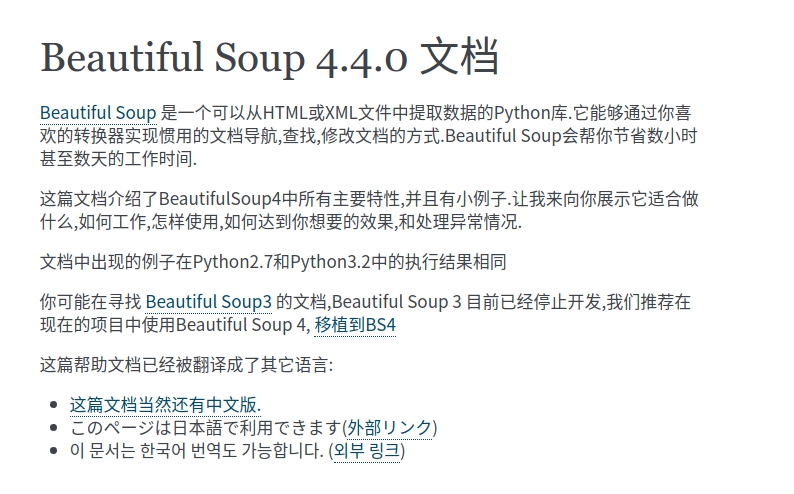 Beautiful Soup 4.4.0 文档
Beautiful Soup 是一个可以从HTML或XML文件中提取数据的Python库.它能够通过你喜
欢的转换器实现惯用的文档导航,查找,修改文档的方式.Beautiful Soup会帮你节省数小时
甚至数天的工作时间.
这篇文档介绍了BeautifulSoup4中所有主要特性,并且有小例子.让我来向你展示它适合做
什么,如何工作,怎样使用,如何达到你想要的效果,和处理异常情况.
文档中出现的例子在Python2.7和Python3.2中的执行结果相同
你可能在寻找 Beautiful Soup3 的文档,Beautiful Soup 3 目前已经停止开发,我们推荐在
现在的项目中使用Beautiful Soup 4, 移植到BS4
这篇帮助文档已经被翻译成了其它语言:
• 这篇文档当然还有中文版.
• このページは日本語で利用できます(外部リンク)
• 이 문서는 한국어 번역도 가능합니다. (외부 링크)